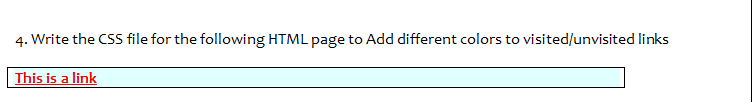 4. Write the CSS file for the following HTML page to Add different colors to visited/unvisited links
This is a link